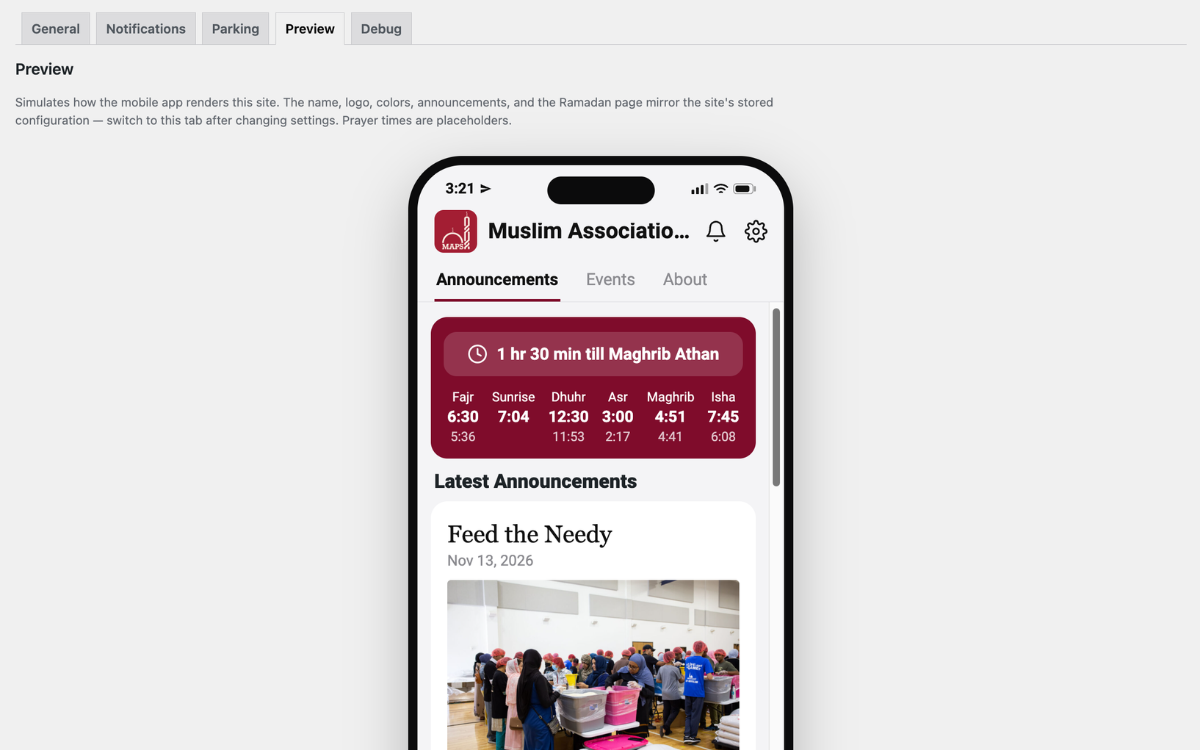 General Notifications Parking Preview Debug
Preview
Simulates how the mobile app renders this site. The name, logo, colors, announcements, and the Ramadan page mirror the site's stored
configuration — switch to this tab after changing settings. Prayer times are placeholders.
3:21
MAPS
Muslim Associatio...
Announcements Events About
1 hr 30 min till Maghrib Athan
Fajr Sunrise Dhuhr Asr Maghrib Isha
6:30 7:04 12:30 3:00 4:51 7:45
5:36 11:53 2:17 4:41 6:08
Latest Announcements
Feed the Needy
Nov 13, 2026